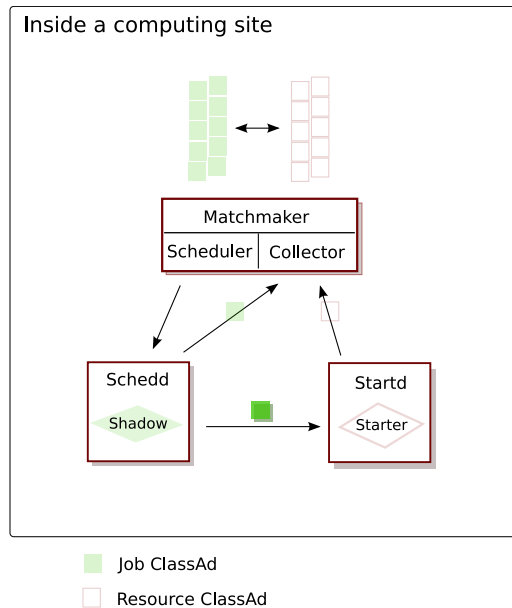 Inside a computing site
Matchmaker
Scheduler
Collector
Schedd
Startd
Shadow
Starter
Job ClassAd
Resource ClassAd